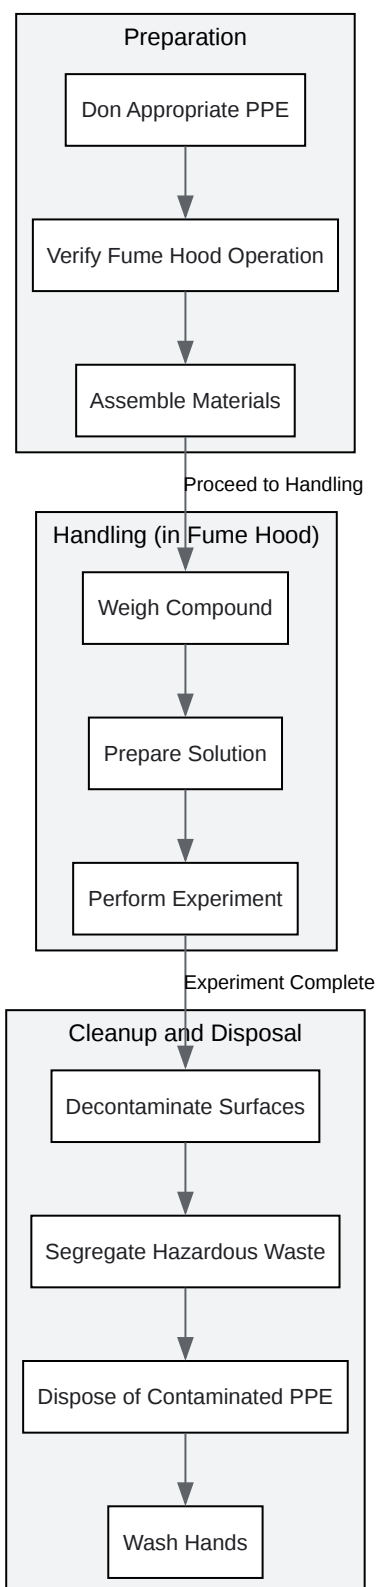 Preparation
Don Appropriate PPE
Verify Fume Hood Operation
Assemble Materials
Proceed to Handling
Handling (in Fume Hood)
Weigh Compound
Prepare Solution
Perform Experiment
Experiment Complete
Cleanup and Disposal
Decontaminate Surfaces
Segregate Hazardous Waste
Dispose of Contaminated PPE
Wash Hands